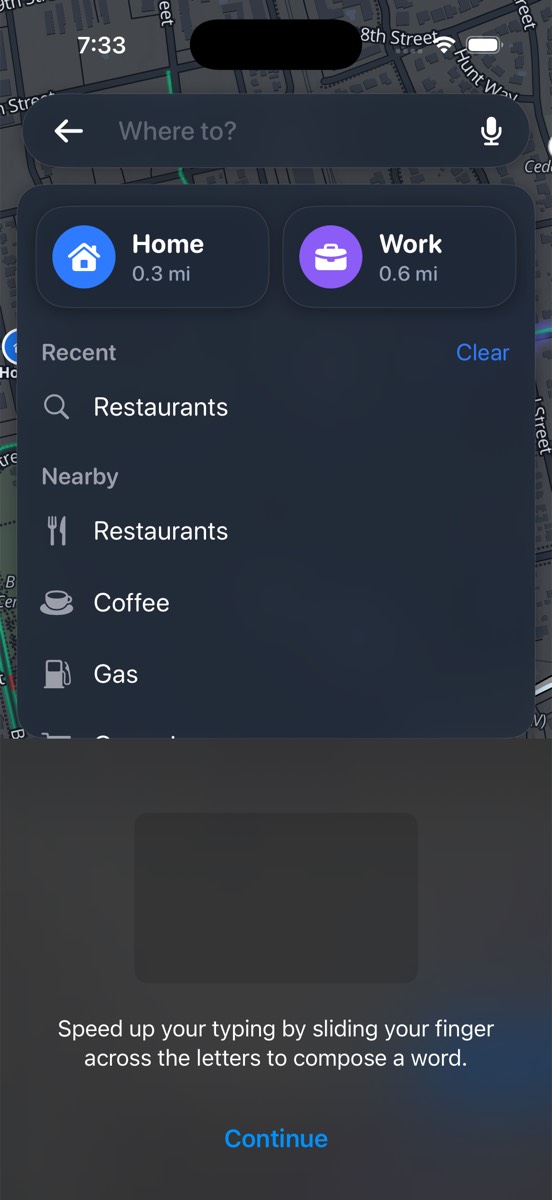 7:33
8th Street
Hunt Way
Where to?
Home
0.3 mi
Work
0.6 mi
Recent
Clear
Restaurants
Nearby
Restaurants
Coffee
Gas
Street
Speed up your typing by sliding your finger
across the letters to compose a word.
Continue